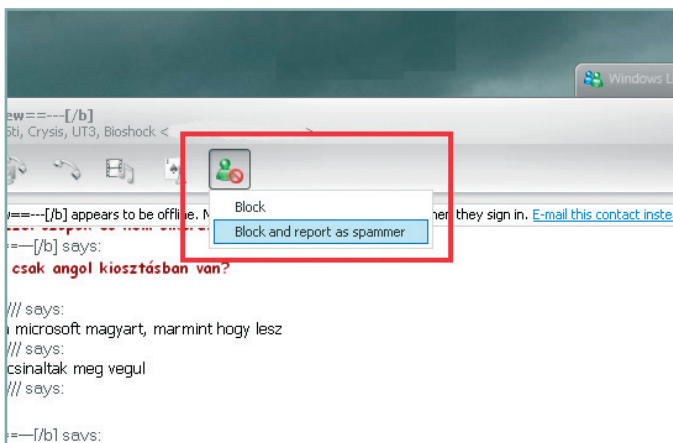 Windows L
ew==---[/b]
Sti, Crysis, UT3, Bioshock < >
==---[/b] appears to be offline. en they sign in. E-mail this contact inste
Block
Block and report as spammer
==—[/b] says:
csak angol kiosztásban van?
/// says:
microsoft magyart, marmint hogy lesz
/// says:
csinaltak meg vegul
/// says:
==—[/b] says: